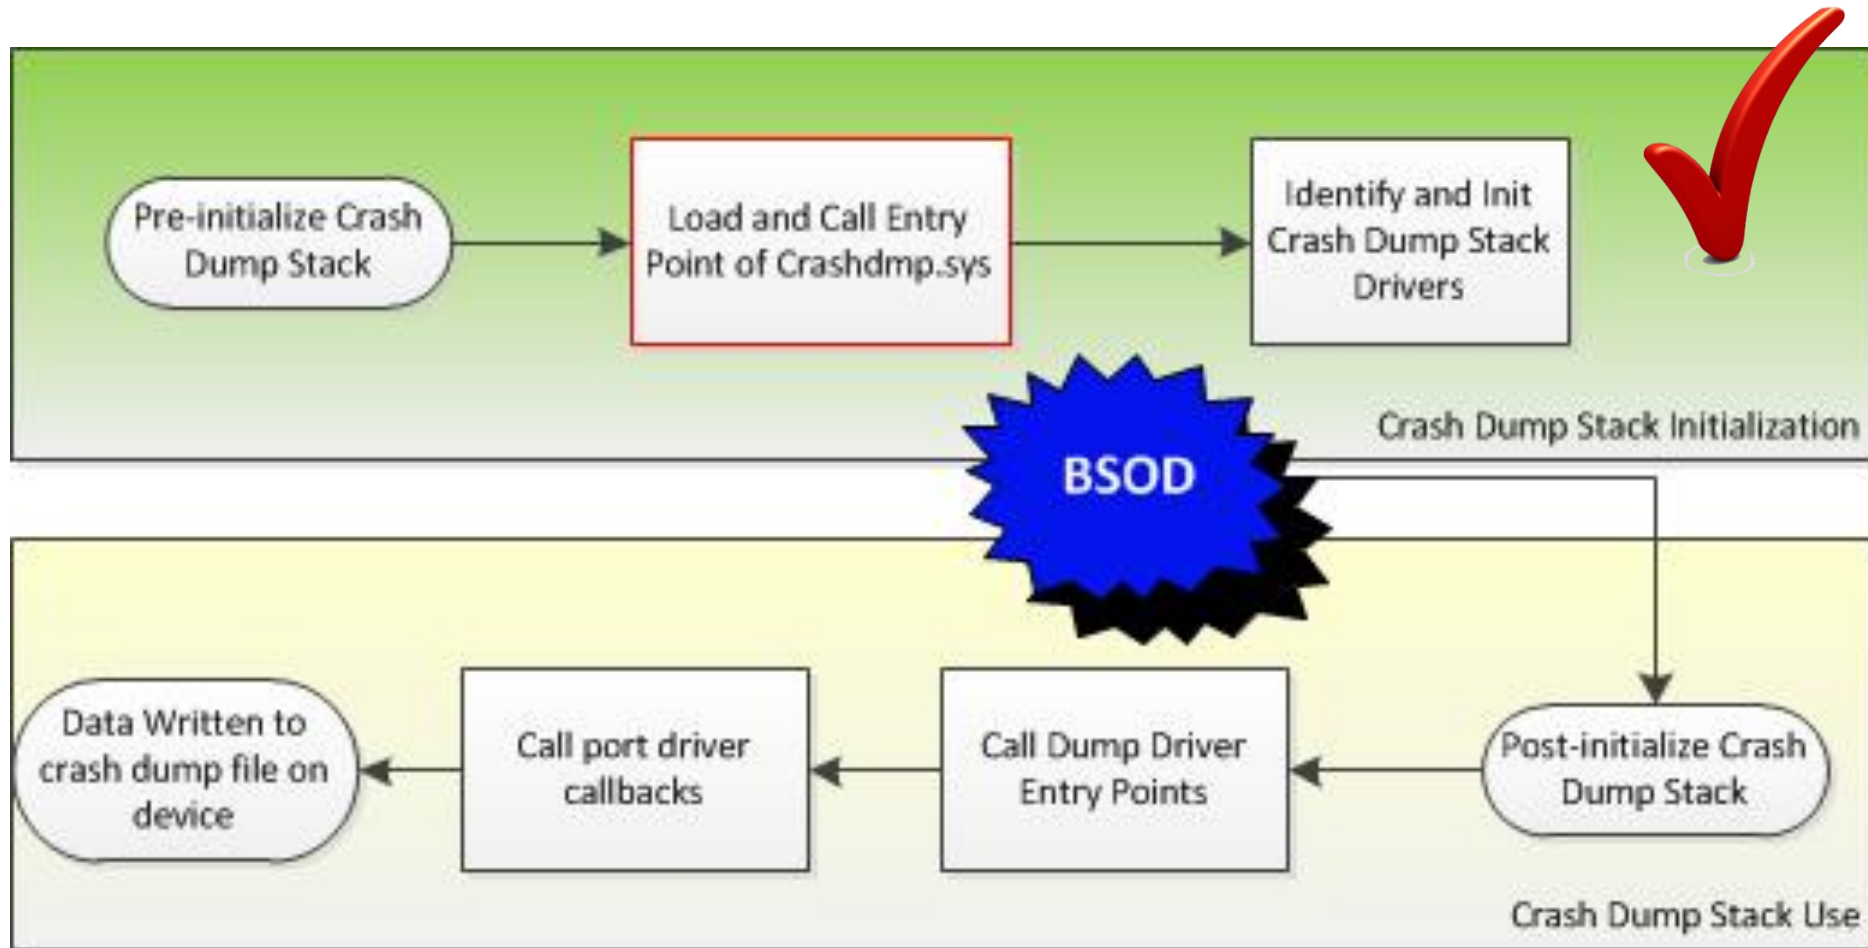 Pre-initialize Crash
Dump Stack
Load and Call Entry
Point of Crashdmp.sys
Identify and Init
Crash Dump Stack
Drivers
Crash Dump Stack Initialization
BSOD
Data Written to
crash dump file on
device
Call port driver
callbacks
Call Dump Driver
Entry Points
Post-initialize Crash
Dump Stack
Crash Dump Stack Use